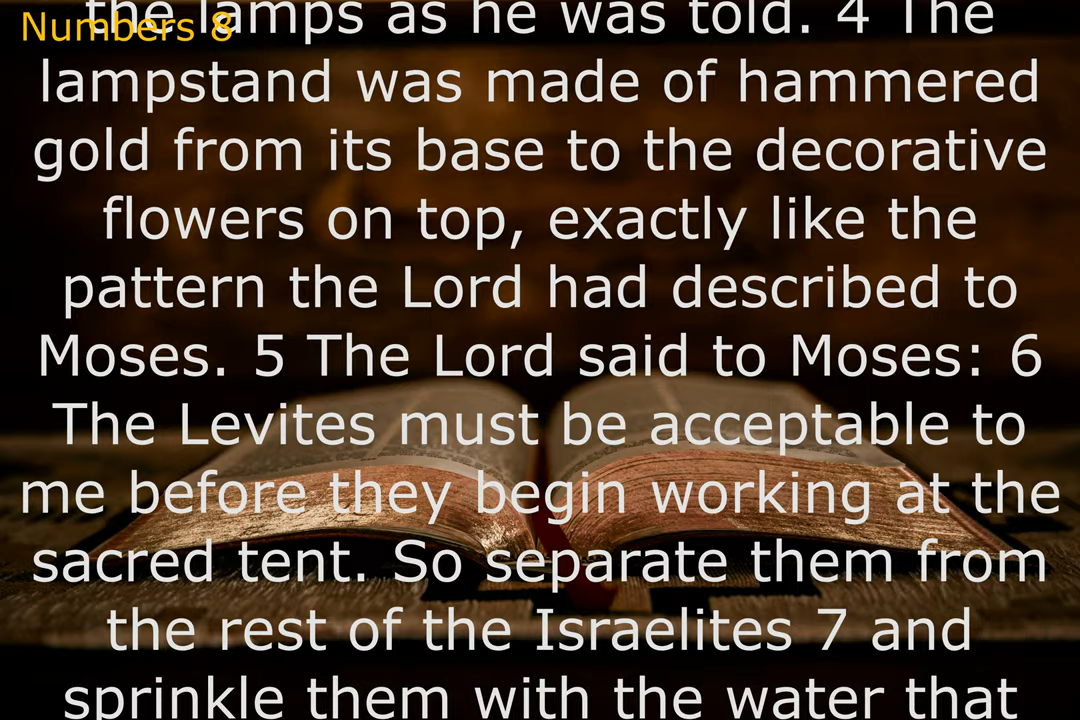 Numbers 8
the lamps as he was told. 4 The
lampstand was made of hammered
gold from its base to the decorative
flowers on top, exactly like the
pattern the Lord had described to
Moses. 5 The Lord said to Moses: 6
The Levites must be acceptable to
me before they begin working at the
sacred tent. So separate them from
the rest of the Israelites 7 and
sprinkle them with the water that